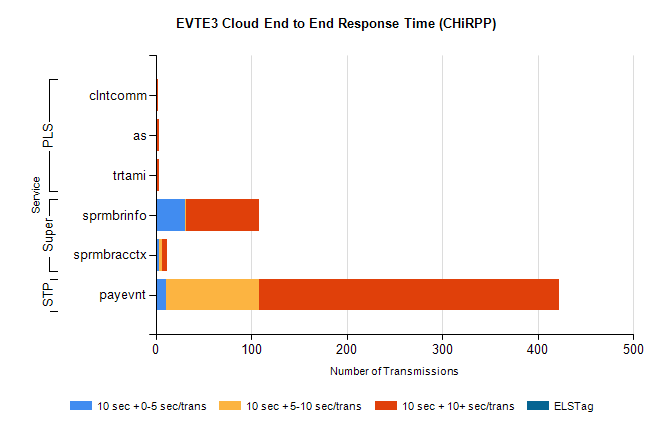 EVTE3 Cloud End to End Response Time (CHiRPP)
Service
PLS
Super
STP
clntcomm
as
trtami
sprmbrinfo
sprmbracctx
payevnt
0 100 200 300 400 500
Number of Transmissions
10 sec +0-5 sec/trans 10 sec +5-10 sec/trans 10 sec + 10+ sec/trans ELSTag